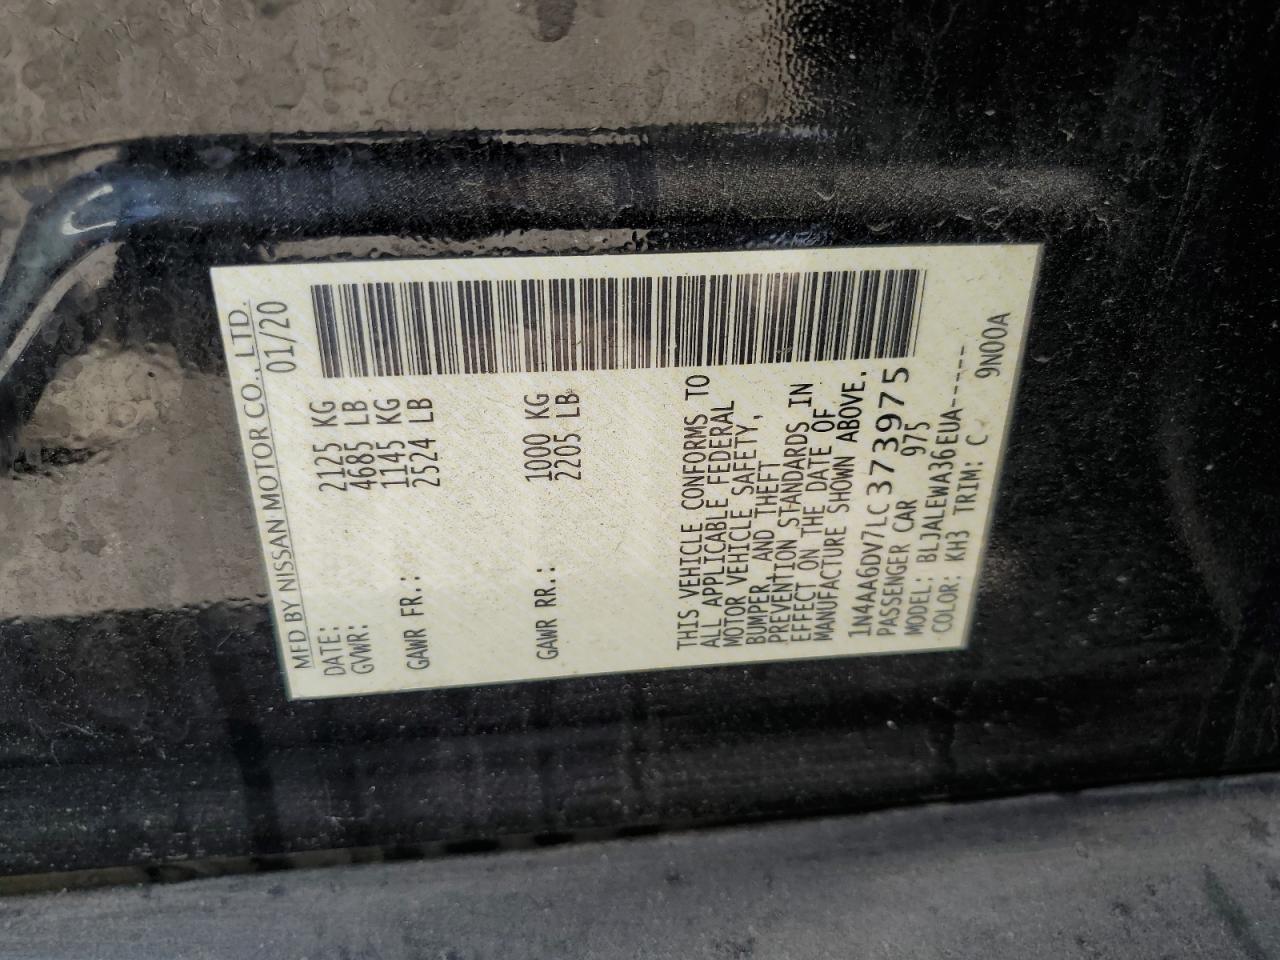 MFD BY NISSAN MOTOR CO., LTD.
DATE: 01/20
GVWR: 2125 KG
4685 LB
GAWR FR.: 1145 KG
2524 LB
GAWR RR.: 1000 KG
2205 LB
THIS VEHICLE CONFORMS TO
ALL APPLICABLE FEDERAL
MOTOR VEHICLE SAFETY,
BUMPER, AND THEFT
PREVENTION STANDARDS IN
EFFECT ON THE DATE OF
MANUFACTURE SHOWN ABOVE.
1N4AA6DV7LC373975
PASSENGER CAR 975
MODEL: BLJALEWA36EUA-----
COLOR: KH3 TRIM: C 9N00A